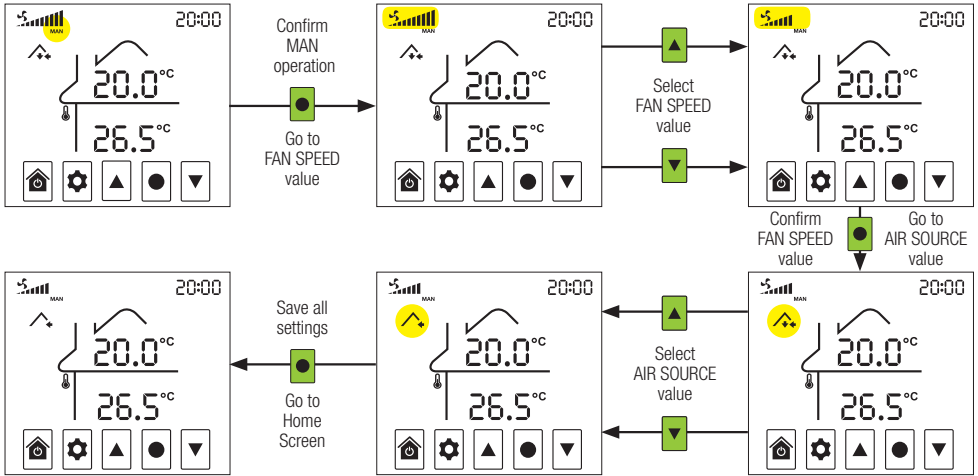 20:00
MAN
20.0°C
26.5°C
Confirm
MAN
operation
Go to
FAN SPEED
value
20:00
MAN
20.0°C
26.5°C
Select
FAN SPEED
value
20:00
MAN
20.0°C
26.5°C
Confirm
FAN SPEED
value
Go to
AIR SOURCE
value
20:00
MAN
20.0°C
26.5°C
Select
AIR SOURCE
value
20:00
MAN
20.0°C
26.5°C
Save all
settings
Go to
Home
Screen
20:00
MAN
20.0°C
26.5°C